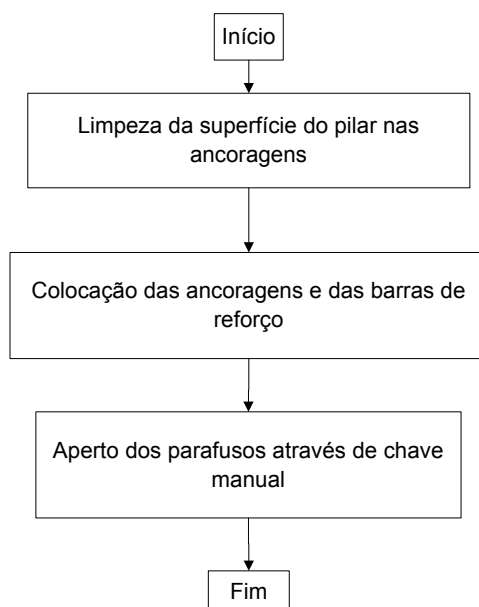 Início
Limpeza da superfície do pilar nas
ancoragens
Colocação das ancoragens e das barras de
reforço
Aperto dos parafusos através de chave
manual
Fim